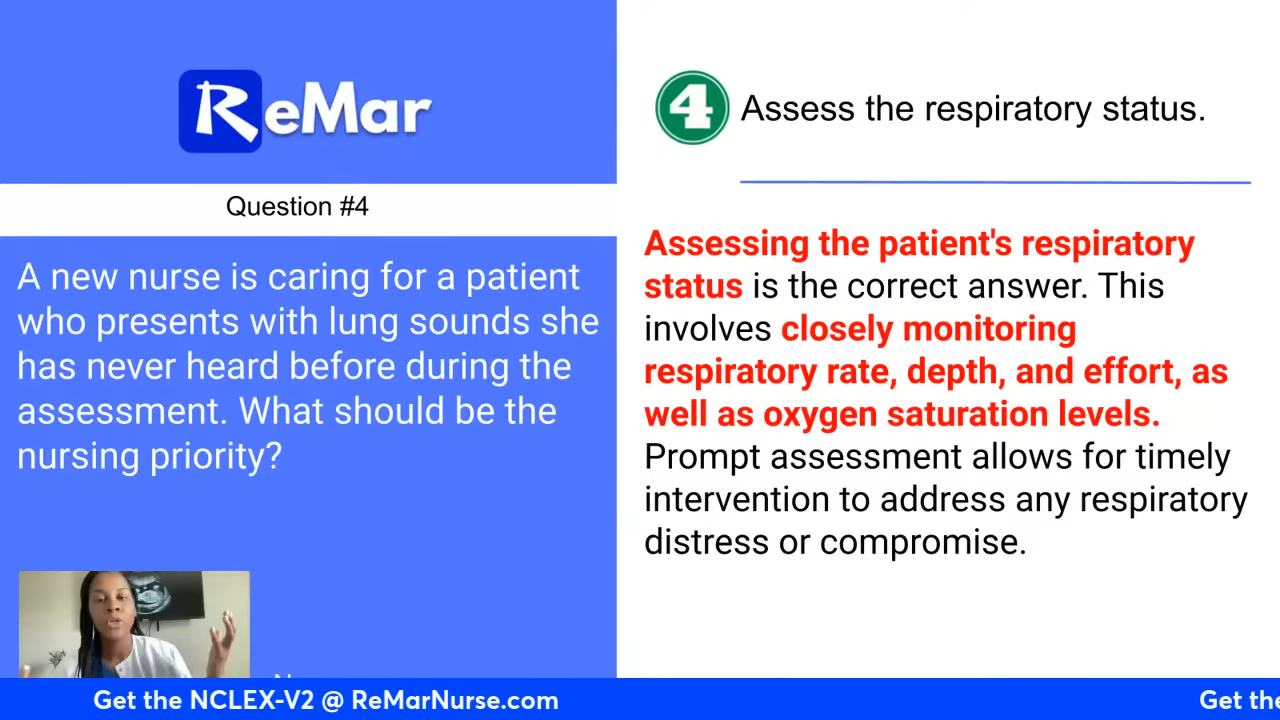 ReMar
Question #4
A new nurse is caring for a patient
who presents with lung sounds she
has never heard before during the
assessment. What should be the
nursing priority?
4 Assess the respiratory status.
Assessing the patient's respiratory
status is the correct answer. This
involves closely monitoring
respiratory rate, depth, and effort, as
well as oxygen saturation levels.
Prompt assessment allows for timely
intervention to address any respiratory
distress or compromise.
Get the NCLEX-V2 @ ReMarNurse.com
Get the